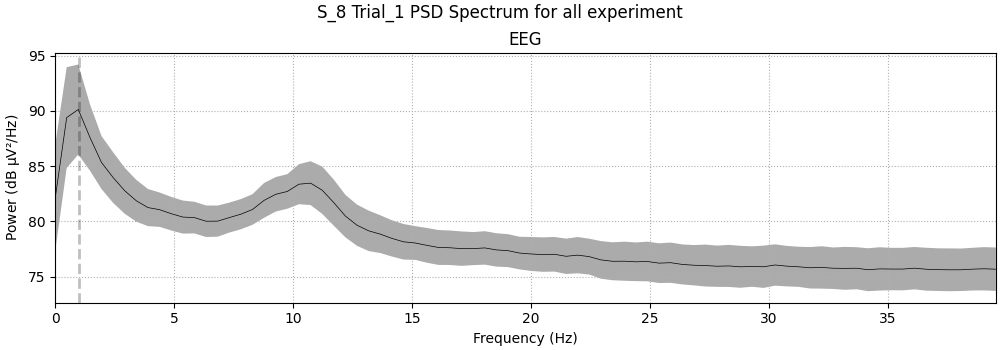 S_8 Trial_1 PSD Spectrum for all experiment
EEG
Power (dB µV²/Hz)
95
90
85
80
75
0 5 10 15 20 25 30 35
Frequency (Hz)